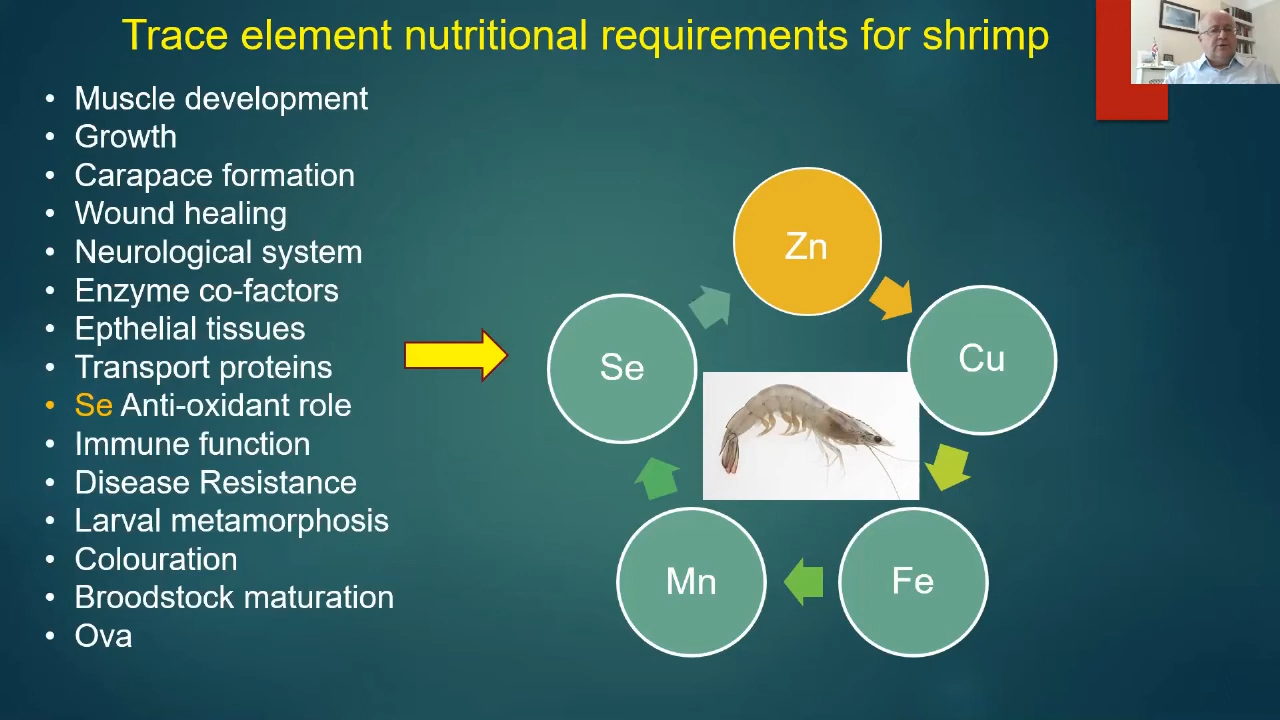 Trace element nutritional requirements for shrimp
• Muscle development
• Growth
• Carapace formation
• Wound healing
• Neurological system
• Enzyme co-factors
• Epthelial tissues
• Transport proteins
• Se Anti-oxidant role
• Immune function
• Disease Resistance
• Larval metamorphosis
• Colouration
• Broodstock maturation
• Ova
Zn
Cu
Fe
Mn
Se